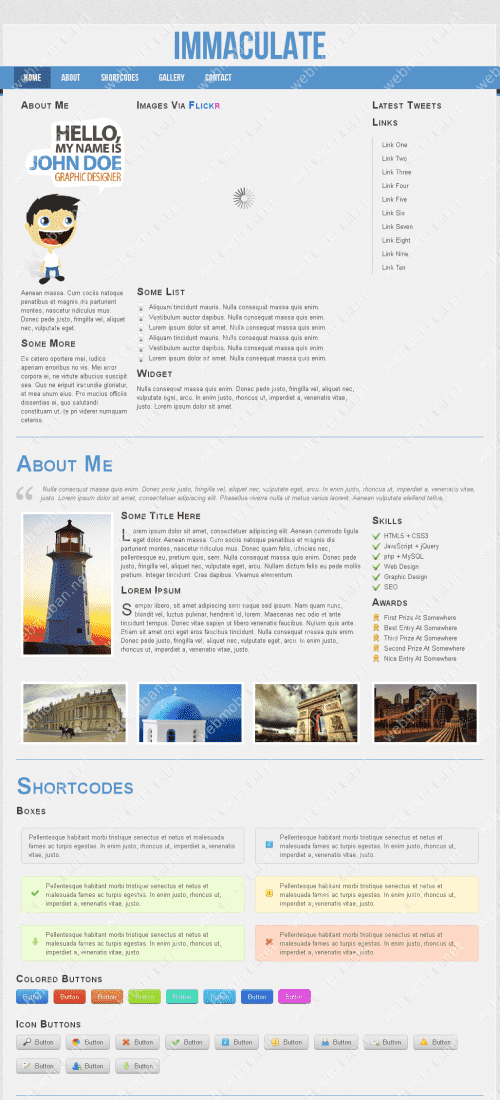 IMMACULATE
HOME ABOUT SHORTCODES GALLERY CONTACT
About Me
HELLO,
MY NAME IS
JOHN DOE
GRAPHIC DESIGNER
Aenean massa. Cum sociis natoque
penatibus et magnis dis parturient
montes, nascetur ridiculus mus.
Donec pede justo, fringilla vel, aliquet
nec, vulputate eget.
Some More
Ex cetero oportere mei, iudico
aperiam erroribus no vis. Mei error
corpora ei, ne virtute albucius suscipit
sea. Quo ne eripuit iracundia gloriatur,
et mea unum eius. Pro mucius officiis
dissentias ei, quo salutandi
constituam ut. te pri viderer numquam
ceteros.
Images Via Flickr
Some List
Aliquam tincidunt mauris. Nulla consequat massa quis enim.
Vestibulum auctor dapibus. Nulla consequat massa quis enim.
Lorem ipsum dolor sit amet. Nulla consequat massa quis enim.
Aliquam tincidunt mauris. Nulla consequat massa quis enim.
Vestibulum auctor dapibus. Nulla consequat massa quis enim.
Lorem ipsum dolor sit amet. Nulla consequat massa quis enim.
Widget
Nulla consequat massa quis enim. Donec pede justo, fringilla vel, aliquet nec,
vulputate eget, arcu. In enim justo, rhoncus ut, imperdiet a, venenatis vitae,
justo. Lorem ipsum dolor sit amet.
Latest Tweets
Links
Link One
Link Two
Link Three
Link Four
Link Five
Link Six
Link Seven
Link Eight
Link Nine
Link Ten
About Me
Nulla consequat massa quis enim. Donec pede justo, fringilla vel, aliquet nec, vulputate eget, arcu. In enim justo, rhoncus ut, imperdiet a, venenatis vitae,
justo. Lorem ipsum dolor sit amet, consectetuer adipiscing elit. Phasellus viverra nulla ut metus varius laoreet. Aenean vulputate eleifend tellus.
Some Title Here
Lorem ipsum dolor sit amet, consectetuer adipiscing elit. Aenean commodo ligula
eget dolor. Aenean massa. Cum sociis natoque et magnis dis parturient
montes, nascetur ridiculus mus. Donec quam felis, ultricies nec,
pellentesque eu, pretium quis, sem. Nulla consequat massa quis enim. Donec pede
justo, fringilla vel, aliquet nec, vulputate eget, arcu. Nullam dictum felis eu pede mollis
pretium. Integer tincidunt. Cras dapibus. Vivamus elementum.
Lorem Ipsum
Semper libero, sit amet adipiscing sem neque sed ipsum. Nam quam nunc,
blandit vel, luctus pulvinar, hendrerit id, lorem. Maecenas nec odio et ante
tincidunt tempus. Donec vitae sapien ut libero venenatis faucibus. Nullam quis ante.
Etiam sit amet orci eget eros faucibus tincidunt. Nulla consequat massa quis enim.
Donec pede justo, fringilla vel, aliquet nec, vulputate eget, arcu. In enim justo,
rhoncus ut, imperdiet a, venenatis vitae, justo.
Skills
HTML5 + CSS3
JavaScript + jQuery
php + MySQL
Web Design
Graphic Design
SEO
Awards
First Prize At Somewhere
Best Entry At Somewhere
Third Prize At Somewhere
Second Prize At Somewhere
Nice Entry At Somewhere
Shortcodes
Boxes
Pellentesque habitant morbi tristique senectus et netus et malesuada
fames ac turpis egestas. In enim justo, rhoncus ut, imperdiet a, venenatis
vitae, justo.
Pellentesque habitant morbi tristique senectus et netus et
malesuada fames ac turpis egestas. In enim justo, rhoncus ut,
imperdiet a, venenatis vitae, justo.
Pellentesque habitant morbi tristique senectus et netus et
malesuada fames ac turpis egestas. In enim justo, rhoncus ut,
imperdiet a, venenatis vitae, justo.
Pellentesque habitant morbi tristique senectus et netus et
malesuada fames ac turpis egestas. In enim justo, rhoncus ut,
imperdiet a, venenatis vitae, justo.
Pellentesque habitant morbi tristique senectus et netus et
malesuada fames ac turpis egestas. In enim justo, rhoncus ut,
imperdiet a, venenatis vitae, justo.
Pellentesque habitant morbi tristique senectus et netus et
malesuada fames ac turpis egestas. In enim justo, rhoncus ut,
imperdiet a, venenatis vitae, justo.
Colored Buttons
Button Button Button Button Button Button Button Button
Icon Buttons
Button Button Button Button Button Button Button Button Button
Button Button Button